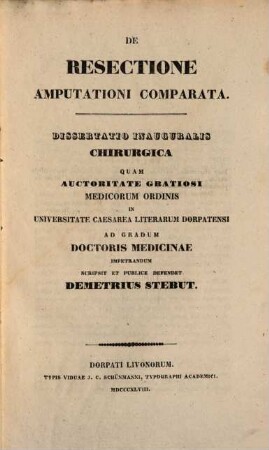 DE
RESECTIONE
AMPUTATIONI COMPARATA.
DISSERTATIO INAUGURALIS
CHIRURGICA
QUAM
AUCTORITATE GRATIOSI
MEDICORUM ORDINIS
IN
UNIVERSITATE CAESAREA LITERARUM DORPATENSI
AD GRADUM
DOCTORIS MEDICINAE
IMPETRANDUM
SCRIPSIT ET PUBLICE DEFENDET
DEMETRIUS STEBUT.
DORPATI LIVONORUM.
TYPIS VIDUAE J. C. SCHÜNMANNI, TYPOGRAPHI ACADEMICI.
MDCCCXLVIII.